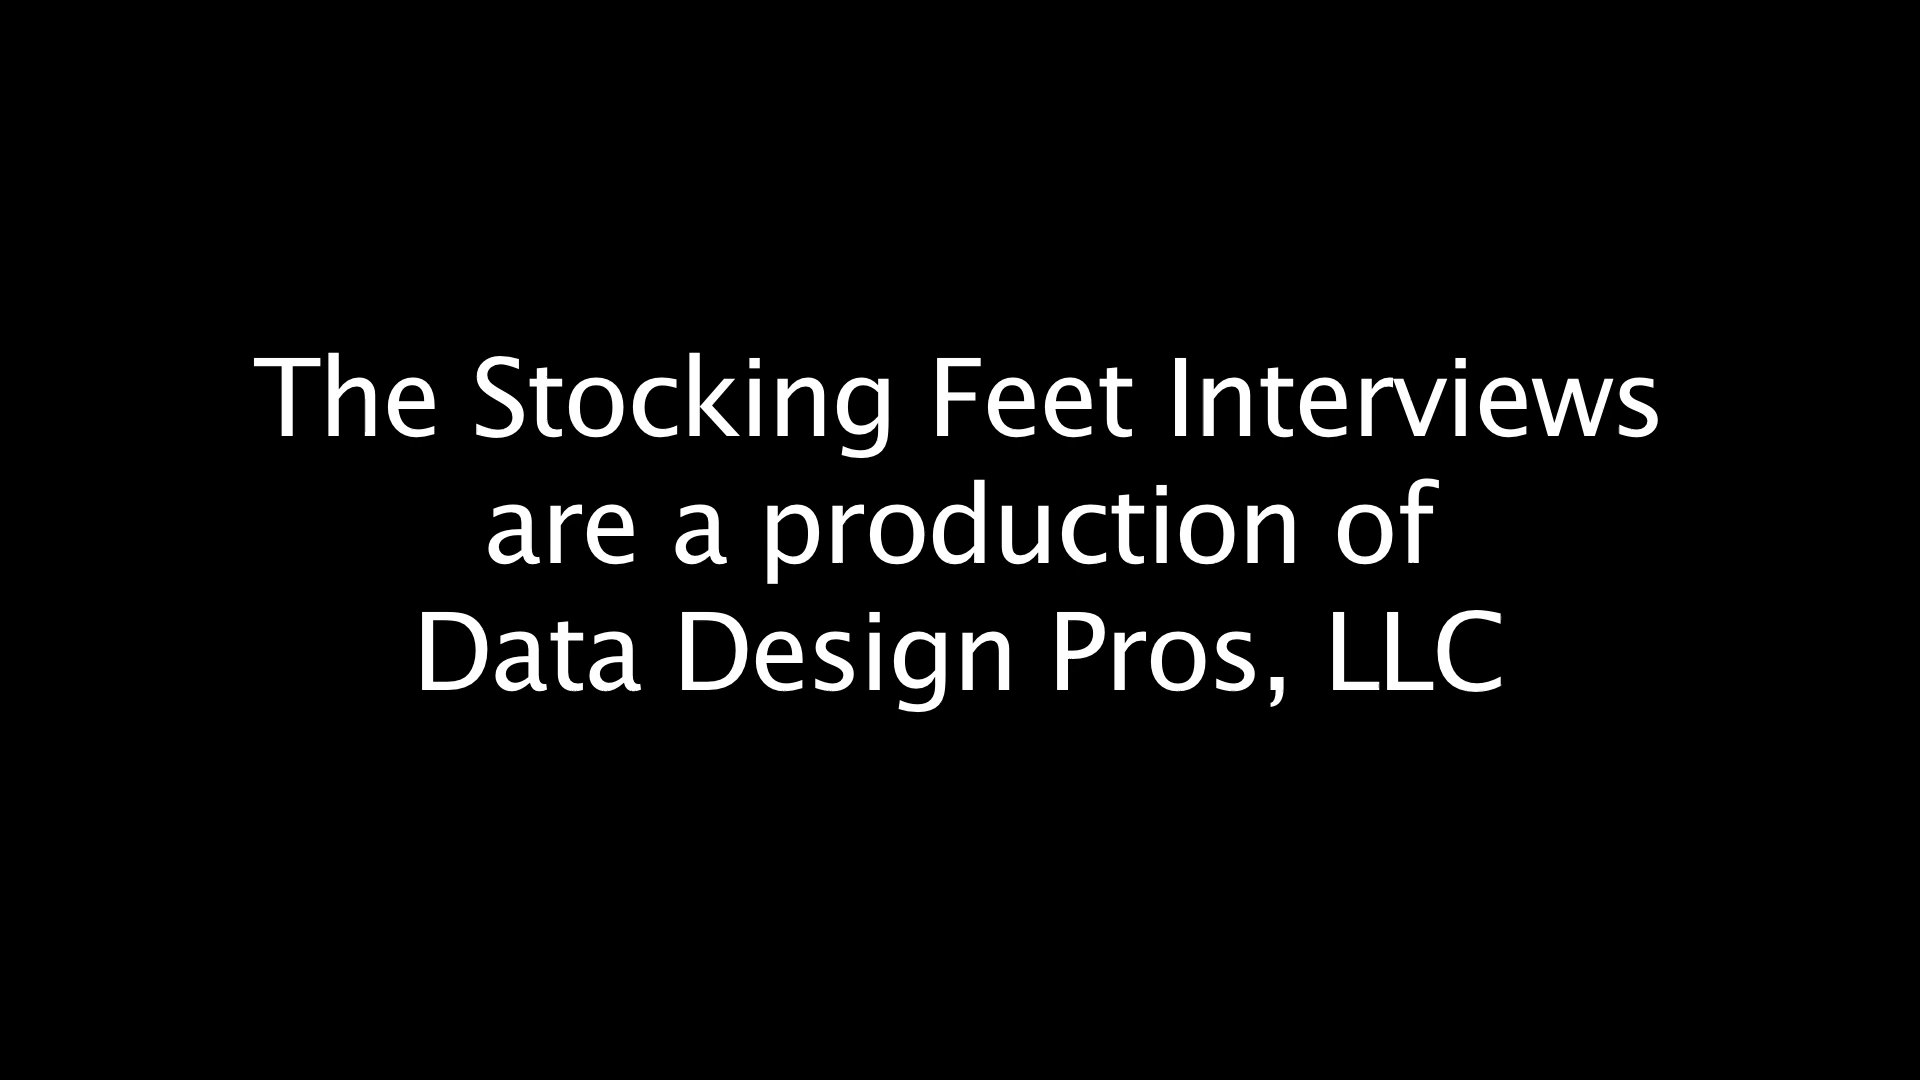 The Stocking Feet Interviews
are a production of
Data Design Pros, LLC